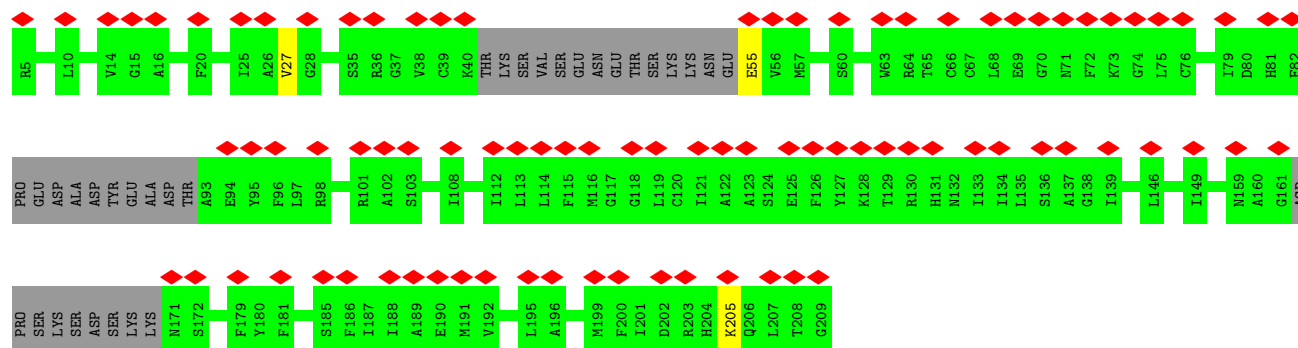 R5 L10 V14 G15 A16 F20 I25 A26 V27 G28 S35 R36 G37 V38 C39 K40 THR LYS SER VAL SER GLU ASN GLU THR SER LYS LYS ASN GLU E55 V56 M57 S60 W63 R64 T65 C66 C67 L68 E69 G70 N71 F72 K73 G74 L75 C76 I79 D80 H81 F82
PRO GLU ASP ALA ASP TYR GLU ALA ASP THR A93 E94 Y95 F96 L97 R98 R101 A102 S103 I108 I112 L113 L114 F115 M116 G117 G118 L119 C120 I121 A122 A123 S124 E125 F126 Y127 K128 T129 R130 H131 N132 I133 I134 L135 S136 A137 G138 I139 L146 I149 N159 A160 G161
PRO SER LYS SER ASP SER LYS LYS N171 S172 F179 Y180 F181 S185 F186 I187 I188 A189 E190 M191 V192 L195 A196 M199 F200 I201 D202 R203 H204 K205 Q206 L207 T208 G209